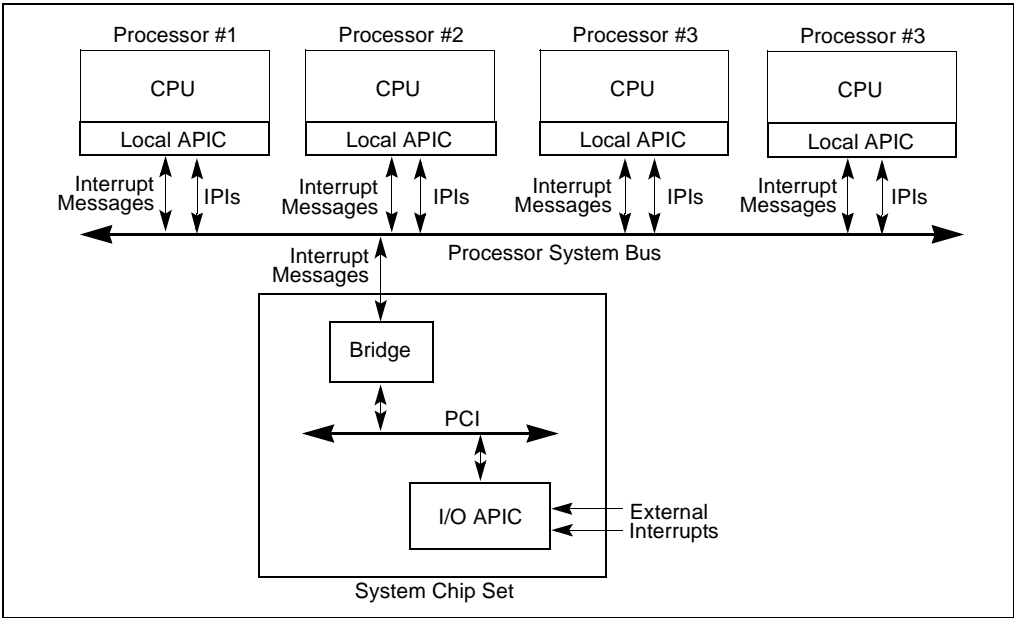 Processor #1
Processor #2
Processor #3
Processor #3
CPU
CPU
CPU
CPU
Local APIC
Local APIC
Local APIC
Local APIC
Interrupt
Messages
IPIs
Interrupt
Messages
IPIs
Interrupt
Messages
IPIs
Interrupt
Messages
IPIs
Processor System Bus
Interrupt
Messages
Bridge
PCI
I/O APIC
External
Interrupts
System Chip Set